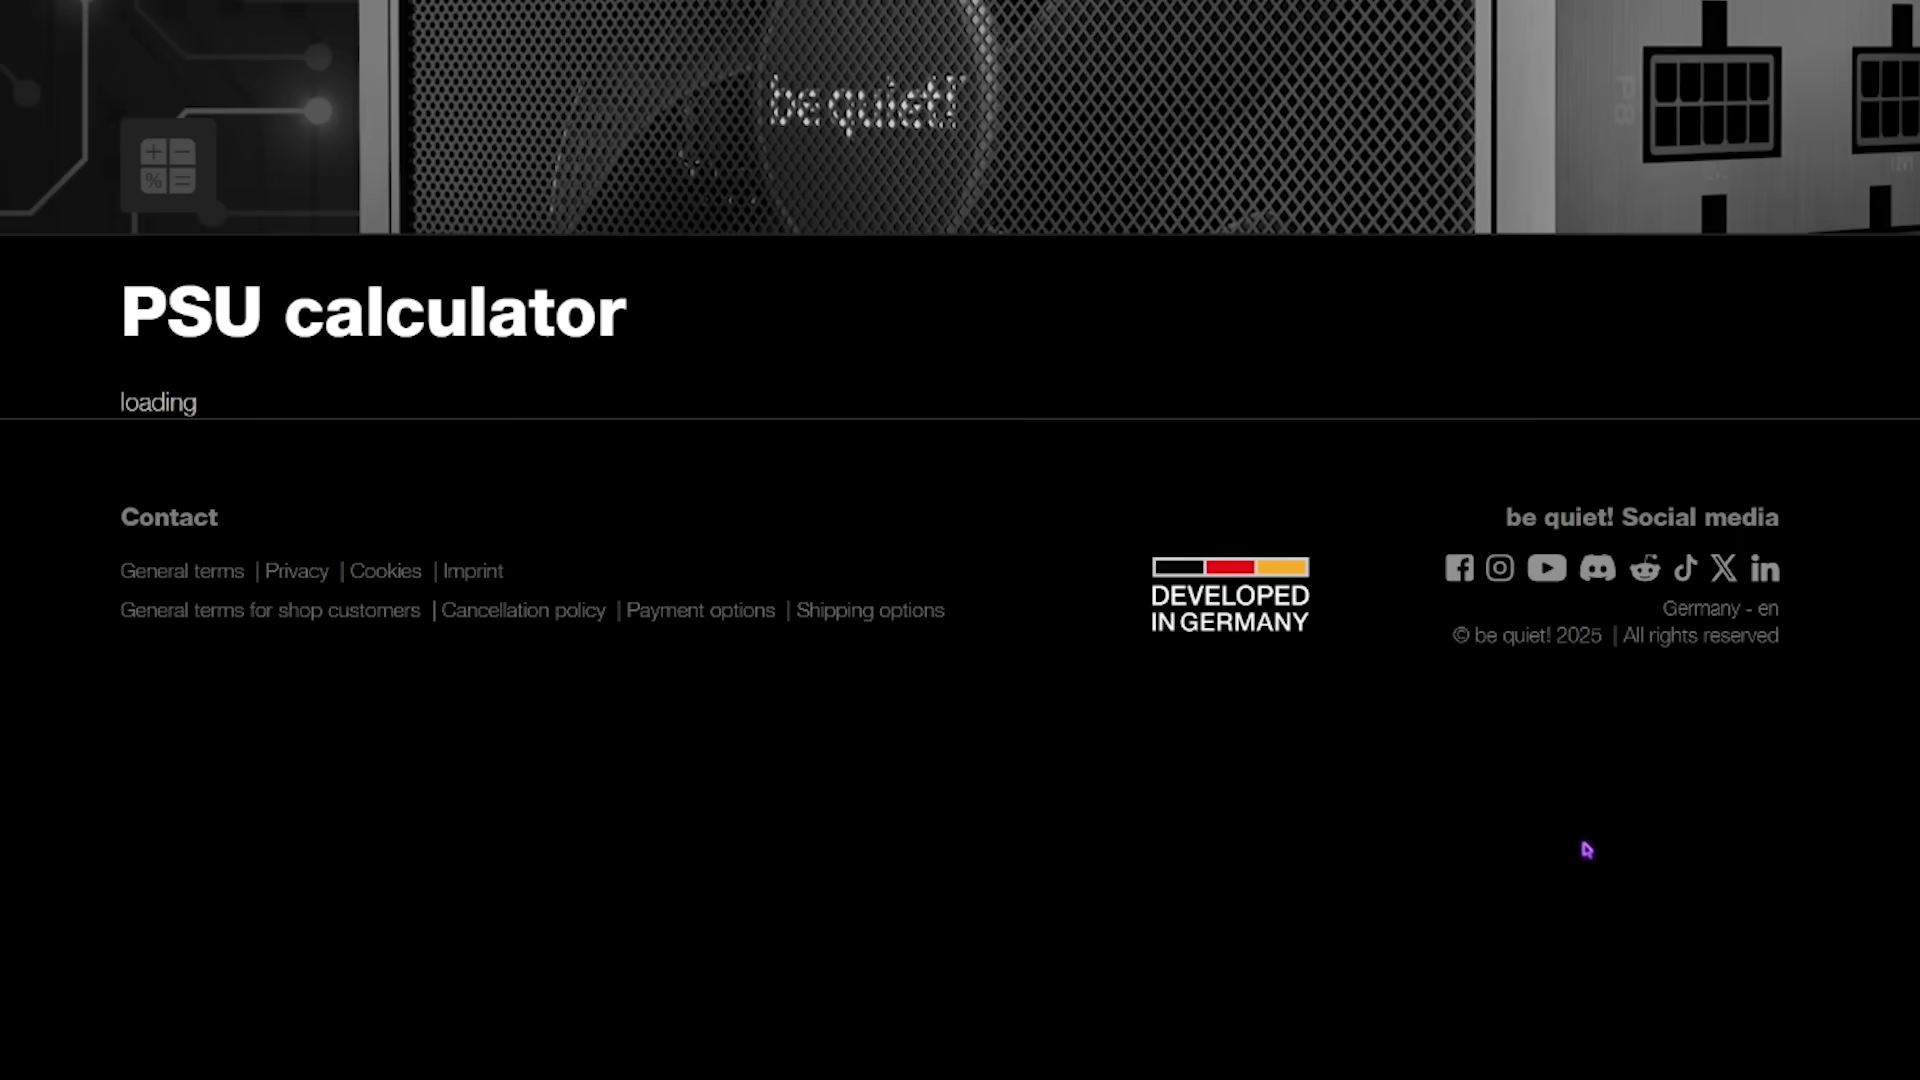 be quiet!
P8
PSU calculator
loading
Contact
General terms | Privacy | Cookies | Imprint
General terms for shop customers | Cancellation policy | Payment options | Shipping options
DEVELOPED
IN GERMANY
be quiet! Social media
Germany - en
© be quiet! 2025 | All rights reserved